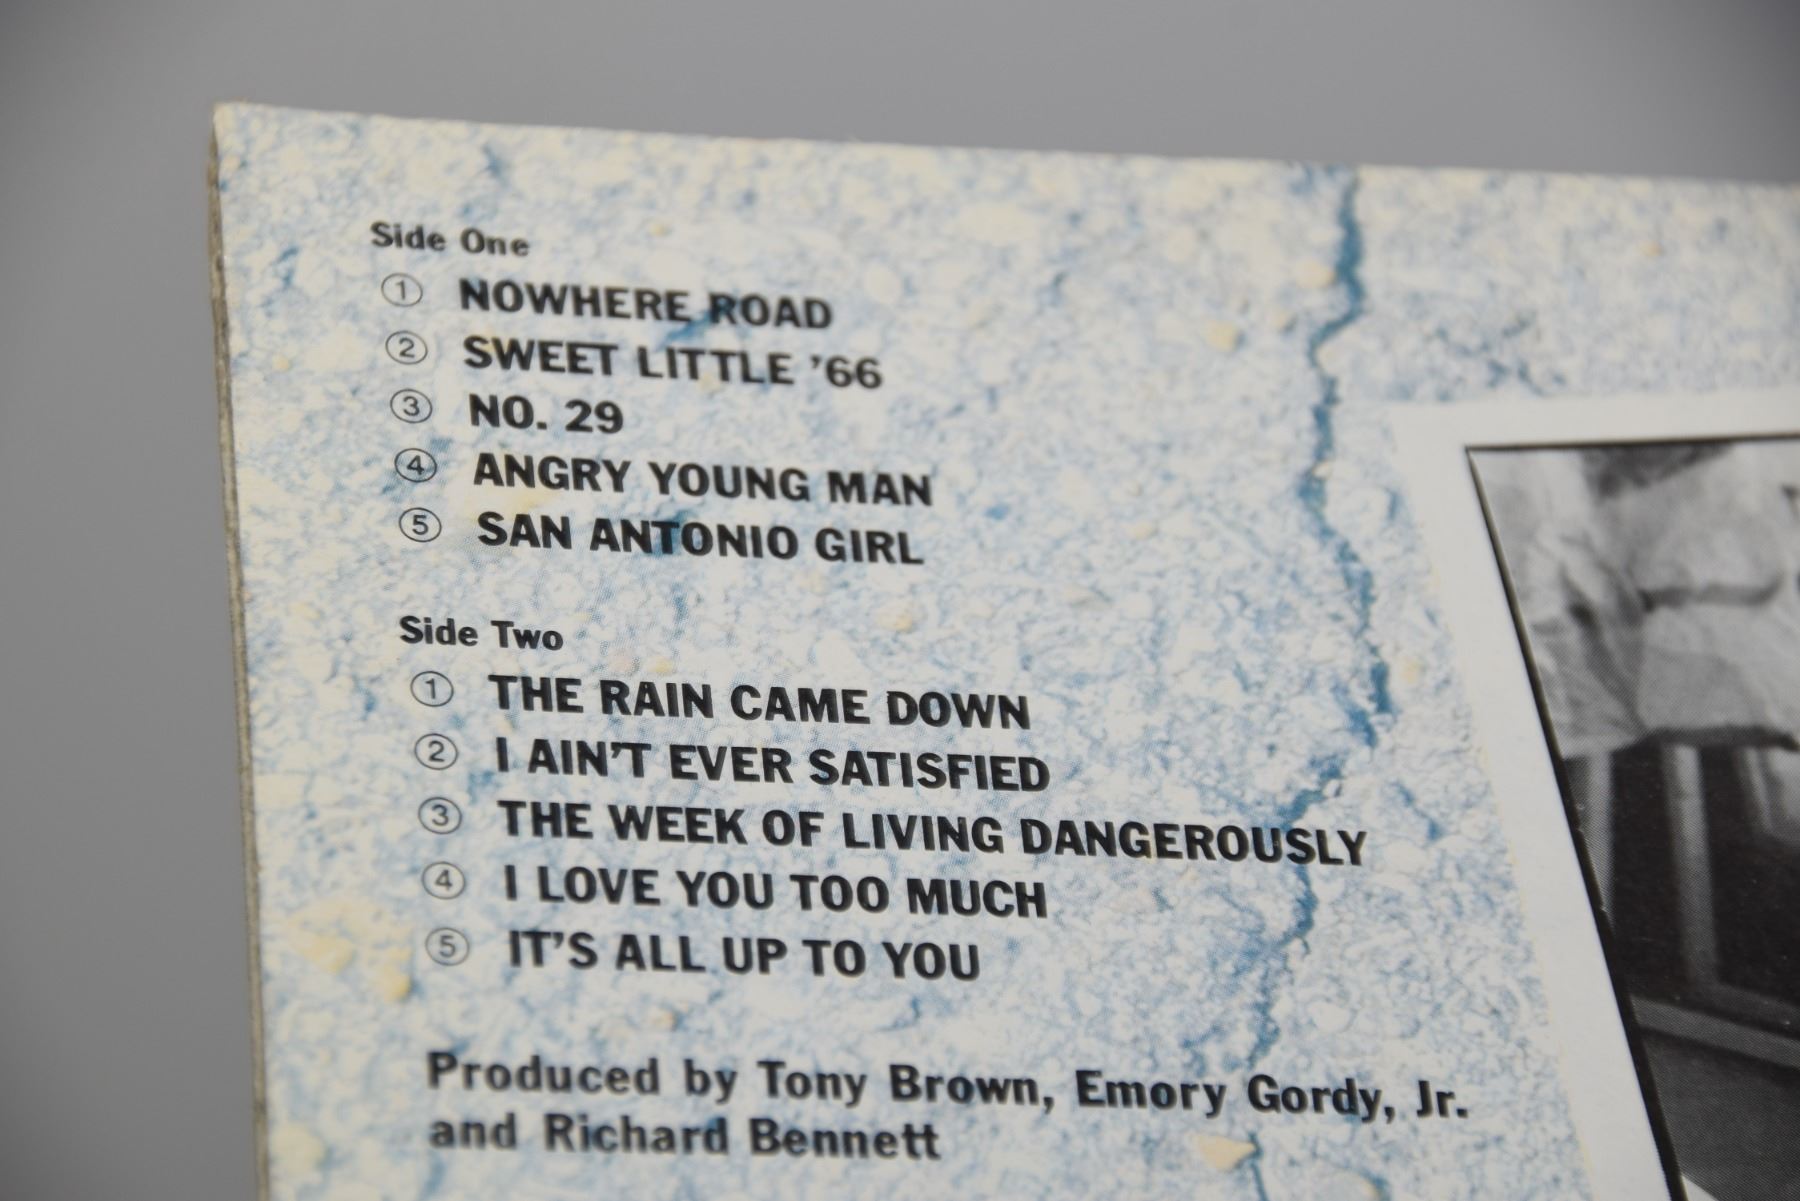 Side One
① NOWHERE ROAD
② SWEET LITTLE ’66
③ NO. 29
④ ANGRY YOUNG MAN
⑤ SAN ANTONIO GIRL
Side Two
① THE RAIN CAME DOWN
② I AIN’T EVER SATISFIED
③ THE WEEK OF LIVING DANGEROUSLY
④ I LOVE YOU TOO MUCH
⑤ IT’S ALL UP TO YOU
Produced by Tony Brown, Emory Gordy, Jr.
and Richard Bennett